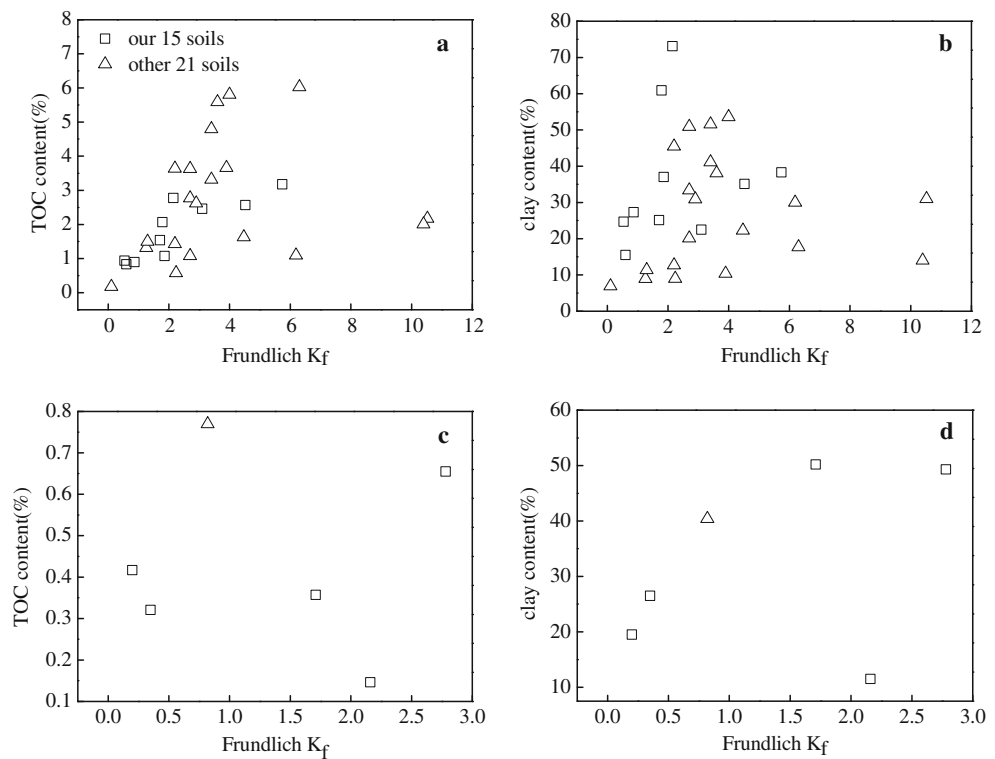 8
7
6
5
4
3
2
1
0
TOC content(%)
□ our 15 soils
△ other 21 soils
a
0 2 4 6 8 10 12
Frundlich Kf
80
70
60
50
40
30
20
10
0
clay content(%)
b
0 2 4 6 8 10 12
Frundlich Kf
0.8
0.7
0.6
0.5
0.4
0.3
0.2
0.1
TOC content(%)
c
0.0 0.5 1.0 1.5 2.0 2.5 3.0
Frundlich Kf
60
50
40
30
20
10
clay content(%)
d
0.0 0.5 1.0 1.5 2.0 2.5 3.0
Frundlich Kf